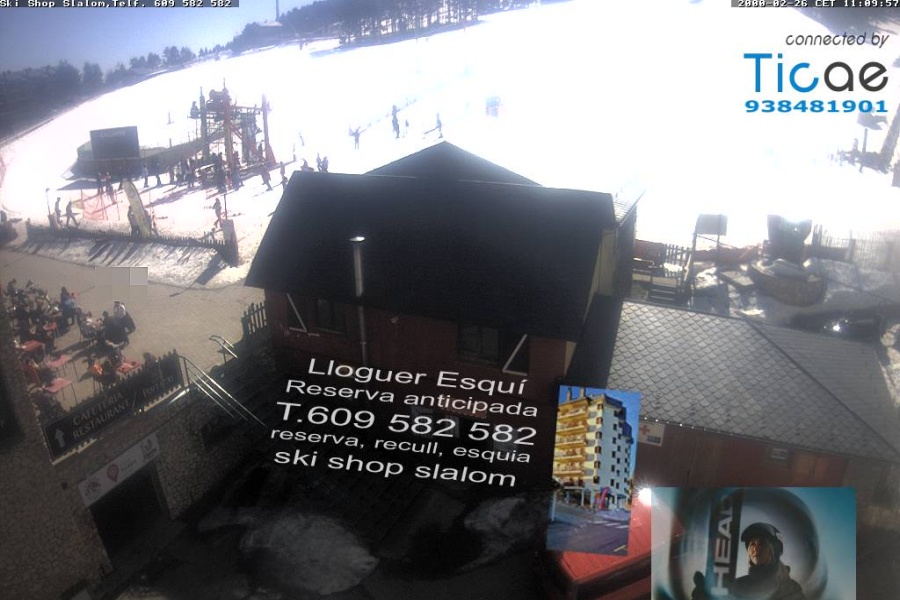 Ski Shop Slalom,Telf. 609 582 582
2000-02-26 CET 11:09:57
connected by
Ticae
938481901
CAFETERIA
RESTAURANT
Lloguer Esquí
Reserva anticipada
T.609 582 582
reserva, recull, esquia
ski shop slalom
HEAD